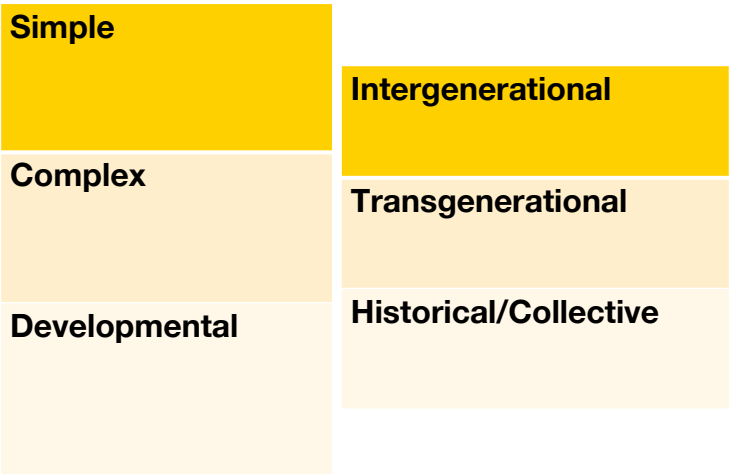 Simple
Complex
Developmental
Intergenerational
Transgenerational
Historical/Collective